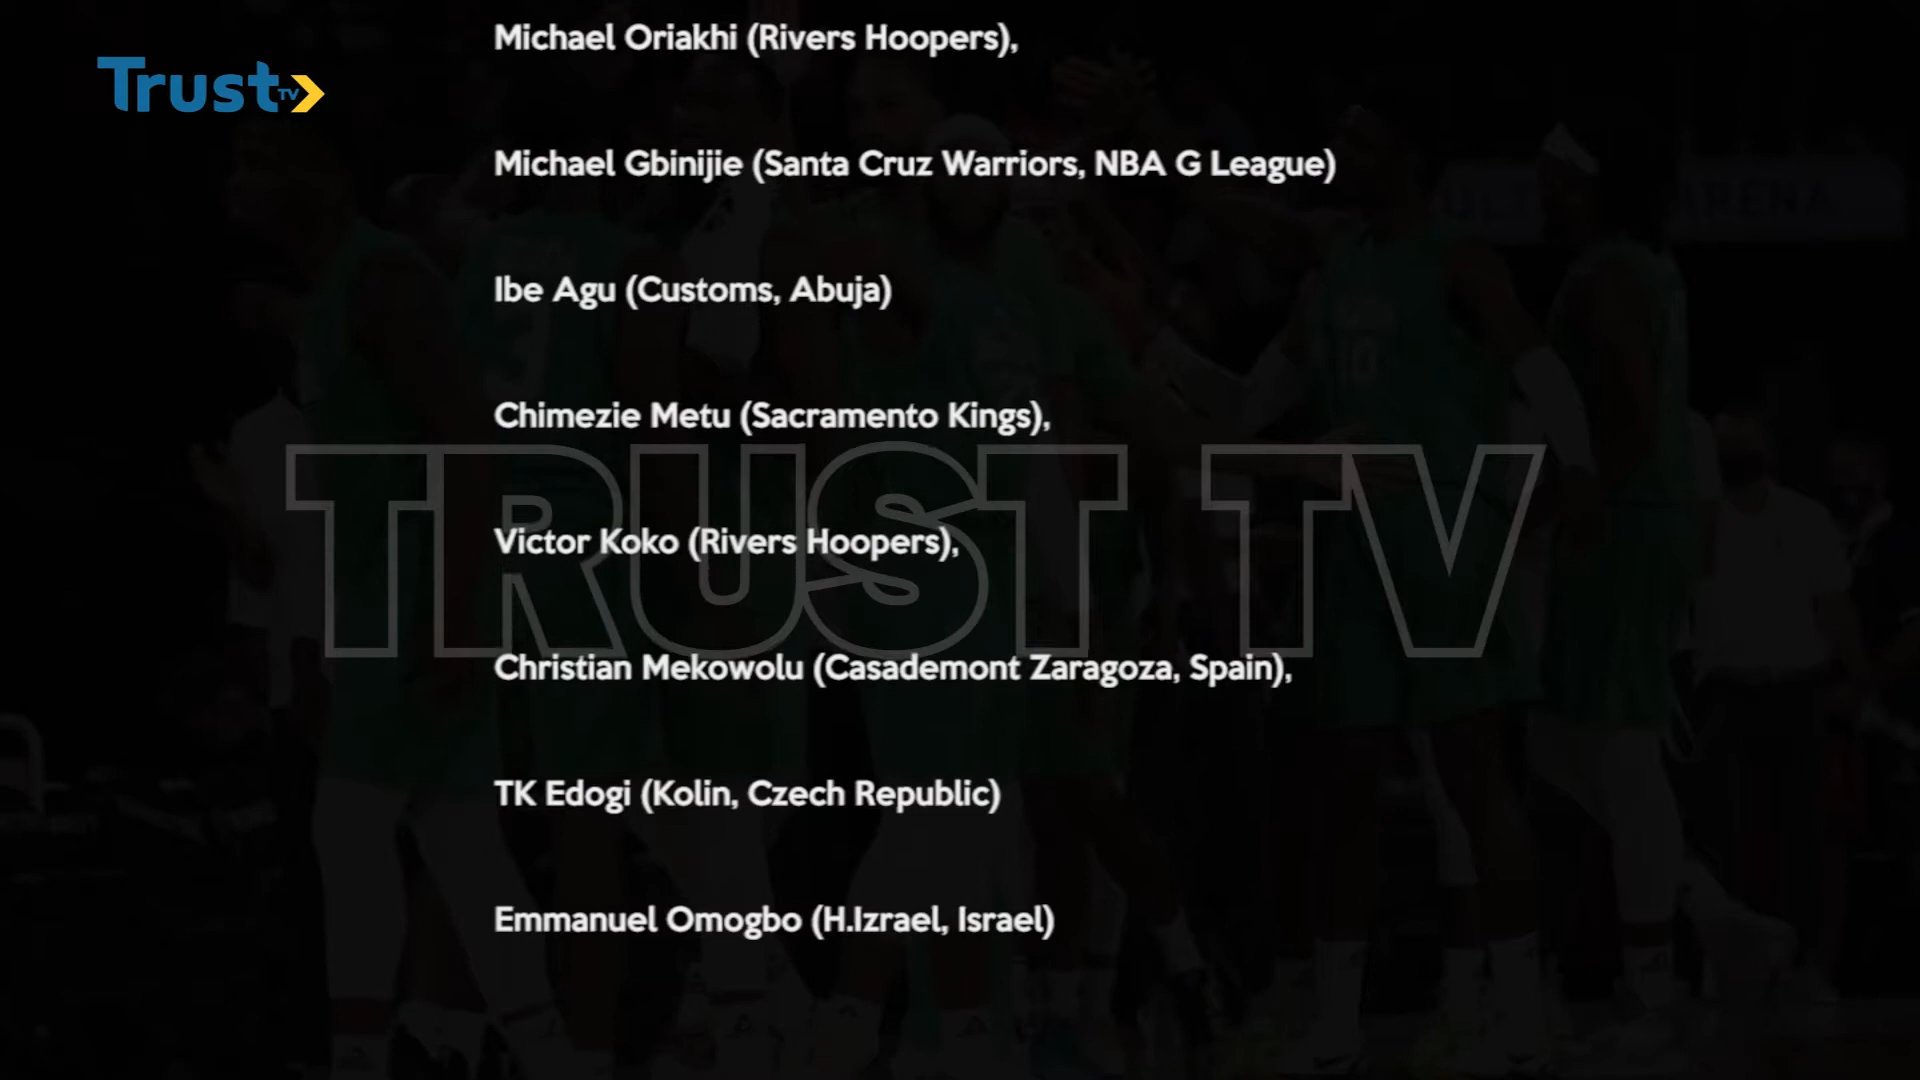 Michael Oriakhi (Rivers Hoopers),
Trust TV
Michael Gbinijie (Santa Cruz Warriors, NBA G League)
ARENA
Ibe Agu (Customs, Abuja)
10
Chimezie Metu (Sacramento Kings),
TRUST TV
Victor Koko (Rivers Hoopers),
Christian Mekowolu (Casademont Zaragoza, Spain),
TK Edogi (Kolin, Czech Republic)
Emmanuel Omogbo (H.Izrael, Israel)